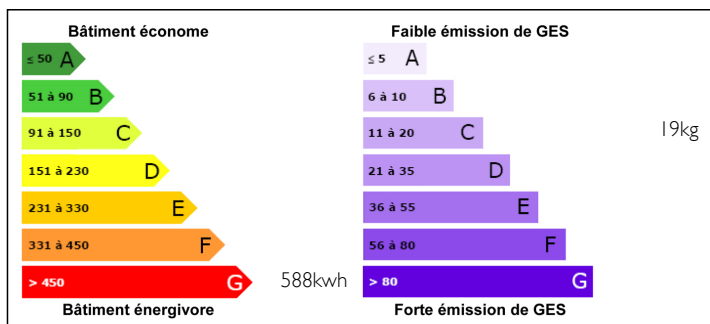 Bâtiment économe
≤ 50 A
51 à 90 B
91 à 150 C
151 à 230 D
231 à 330 E
331 à 450 F
> 450 G
588kwh
Bâtiment énergivore
Faible émission de GES
≤ 5 A
6 à 10 B
11 à 20 C
19kg
21 à 35 D
36 à 55 E
56 à 80 F
> 80 G
Forte émission de GES